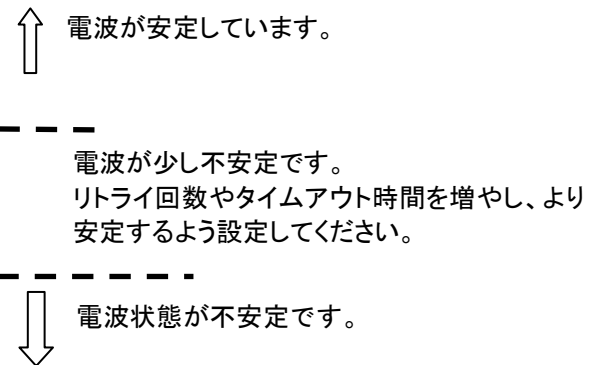 電波が安定しています。
電波が少し不安定です。
リトライ回数やタイムアウト時間を増やし、より
安定するよう設定してください。
電波状態が不安定です。